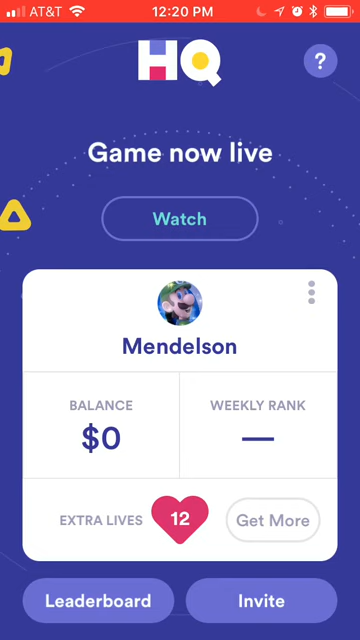 AT&T 12:20 PM
HQ
?
Game now live
Watch
Mendelson
BALANCE WEEKLY RANK
$0 —
EXTRA LIVES 12 Get More
Leaderboard Invite